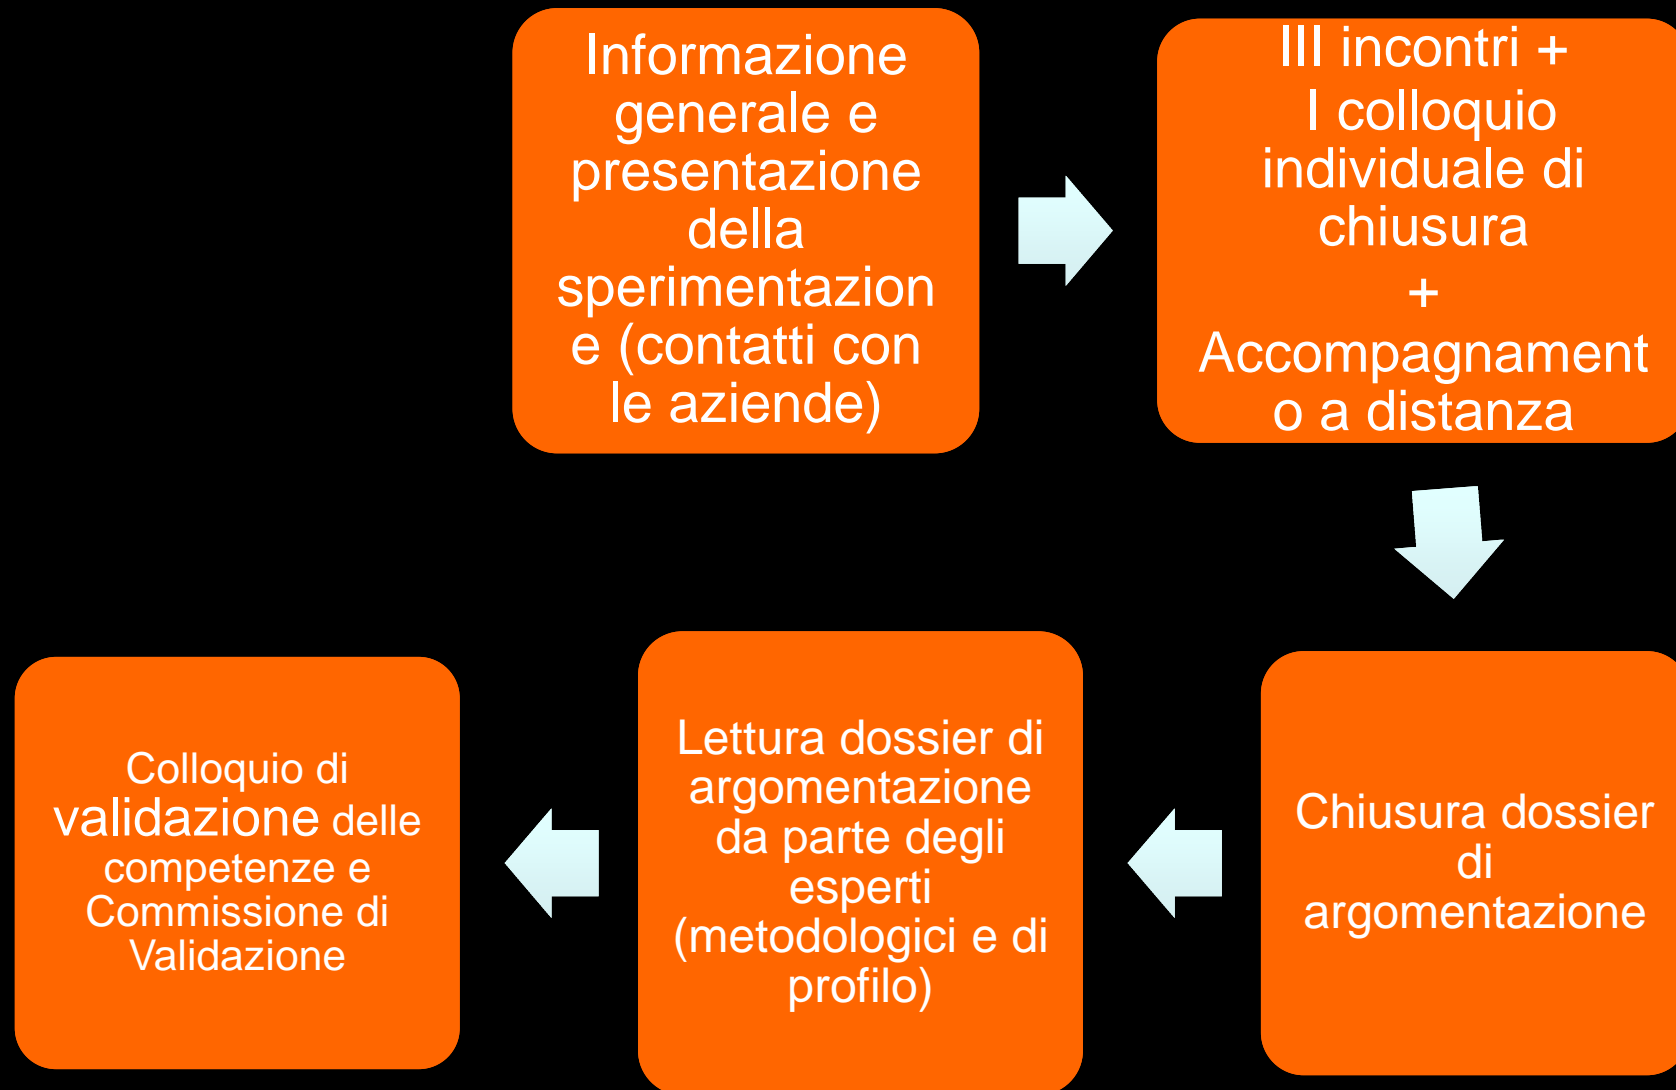 Informazione
generale e
presentazione
della
sperimentazion
e (contatti con
le aziende)
III incontri +
I colloquio
individuale di
chiusura
+
Accompagnament
o a distanza
Chiusura dossier
di
argomentazione
Lettura dossier di
argomentazione
da parte degli
esperti
(metodologici e di
profilo)
Colloquio di
validazione delle
competenze e
Commissione di
Validazione